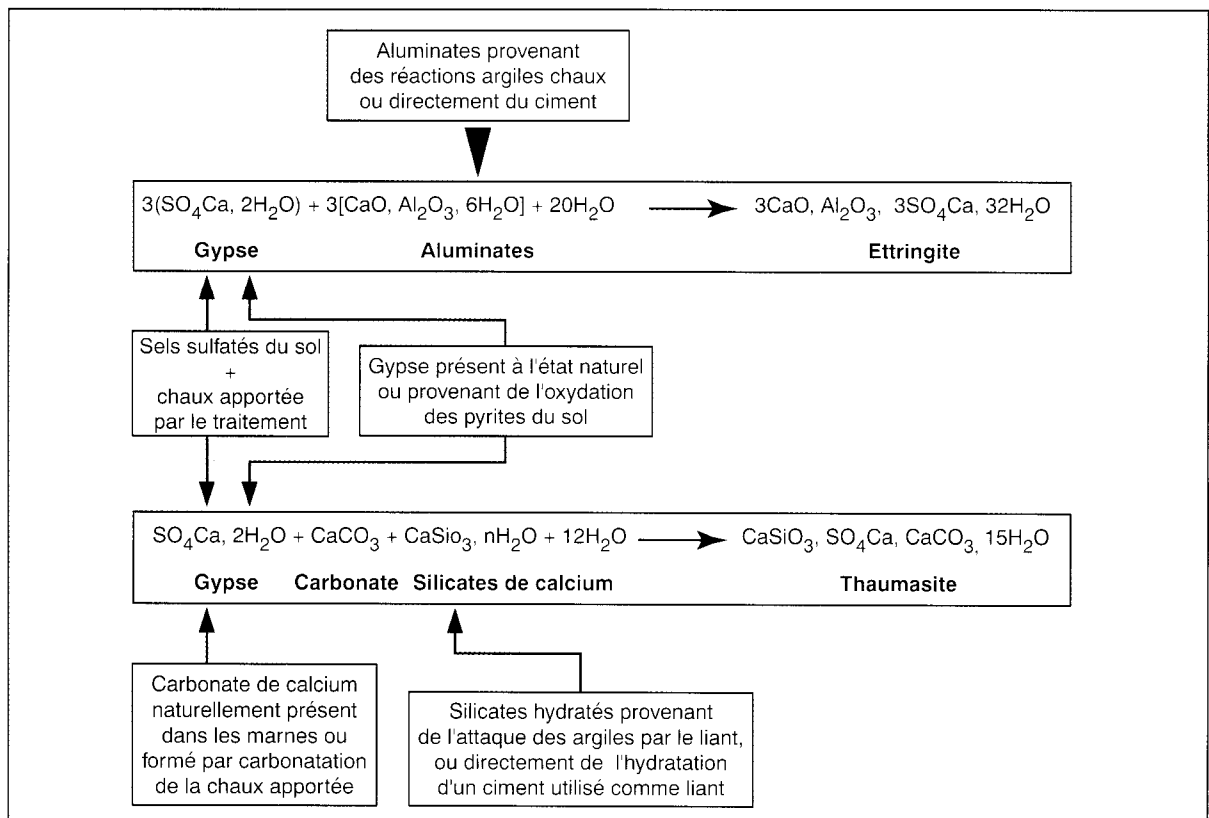 Aluminates provenant
des réactions argiles chaux
ou directement du ciment
3(SO₄Ca, 2H₂O) + 3[CaO, Al₂O₃, 6H₂O] + 20H₂O → 3CaO, Al₂O₃, 3SO₄Ca, 32H₂O
Gypse Aluminates Ettringite
Sels sulfatés du sol
+
chaux apportée
par le traitement
Gypse présent à l'état naturel
ou provenant de l'oxydation
des pyrites du sol
SO₄Ca, 2H₂O + CaCO₃ + CaSio₃, nH₂O + 12H₂O → CaSiO₃, SO₄Ca, CaCO₃, 15H₂O
Gypse Carbonate Silicates de calcium Thaumasite
Carbonate de calcium
naturellement présent
dans les marnes ou
formé par carbonatation
de la chaux apportée
Silicates hydratés provenant
de l'attaque des argiles par le liant,
ou directement de l'hydratation
d'un ciment utilisé comme liant